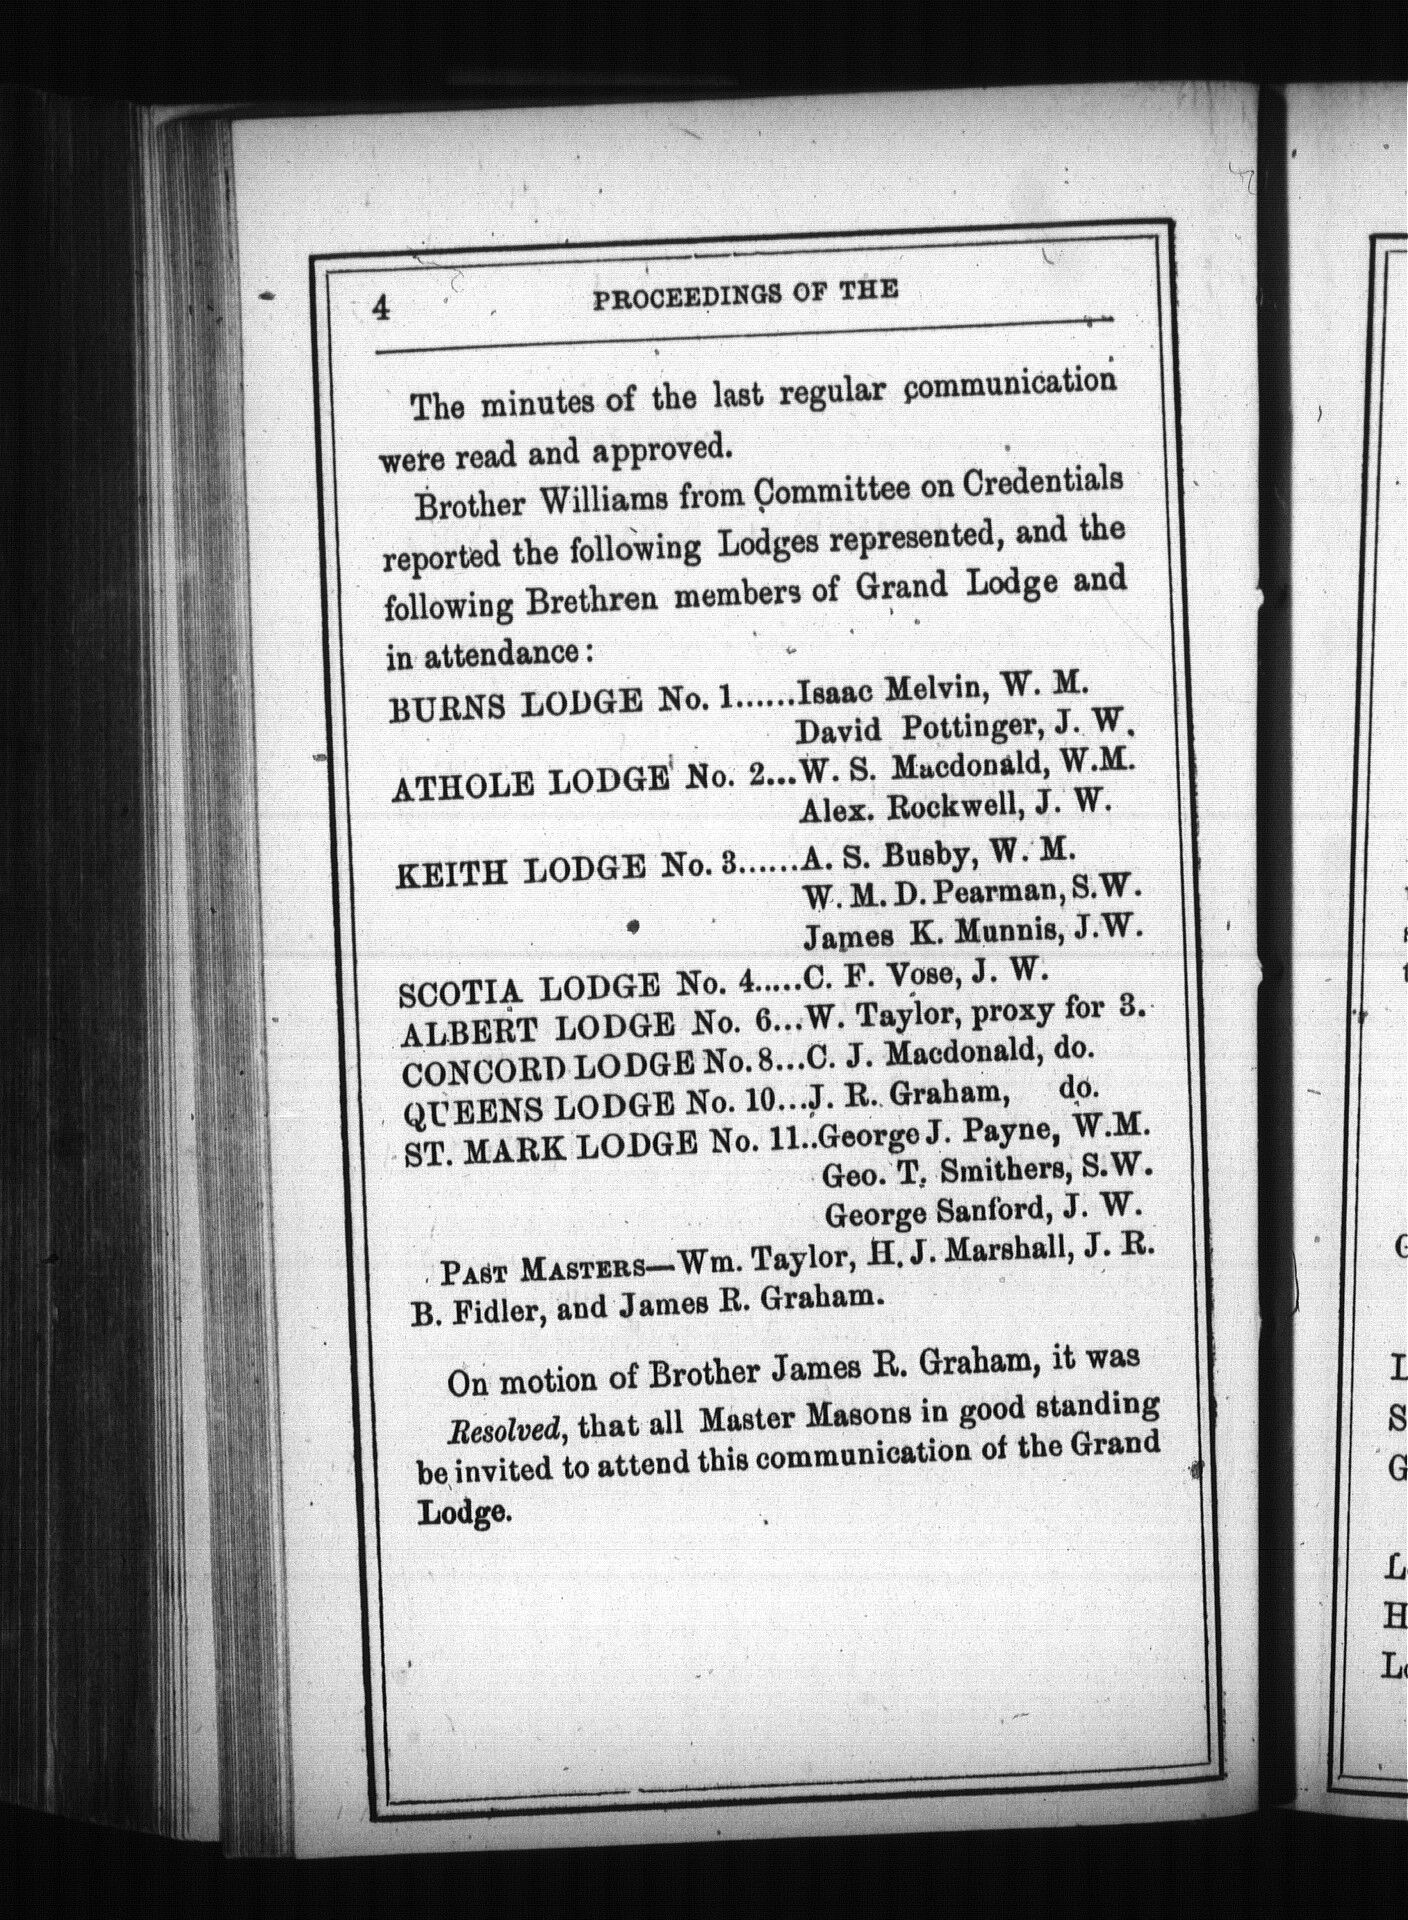 4 PROCEEDINGS OF THE
The minutes of the last regular communication
were read and approved.
Brother Williams from Committee on Credentials
reported the following Lodges represented, and the
following Brethren members of Grand Lodge and
in attendance:
BURNS LODGE No. 1......Isaac Melvin, W. M.
David Pottinger, J. W.
ATHOLE LODGE No. 2...W. S. Macdonald, W.M.
Alex. Rockwell, J. W.
KEITH LODGE No. 3......A. S. Busby, W. M.
W. M. D. Pearman, S.W.
James K. Munnis, J.W.
SCOTIA LODGE No. 4.....C. F. Vose, J. W.
ALBERT LODGE No. 6...W. Taylor, proxy for 3.
CONCORD LODGE No. 8...C. J. Macdonald, do.
QUEENS LODGE No. 10...J. R. Graham, do.
ST. MARK LODGE No. 11..George J. Payne, W.M.
Geo. T. Smithers, S.W.
George Sanford, J. W.
PAST MASTERS—Wm. Taylor, H. J. Marshall, J. R.
B. Fidler, and James R. Graham.
On motion of Brother James R. Graham, it was
Resolved, that all Master Masons in good standing
be invited to attend this communication of the Grand
Lodge.